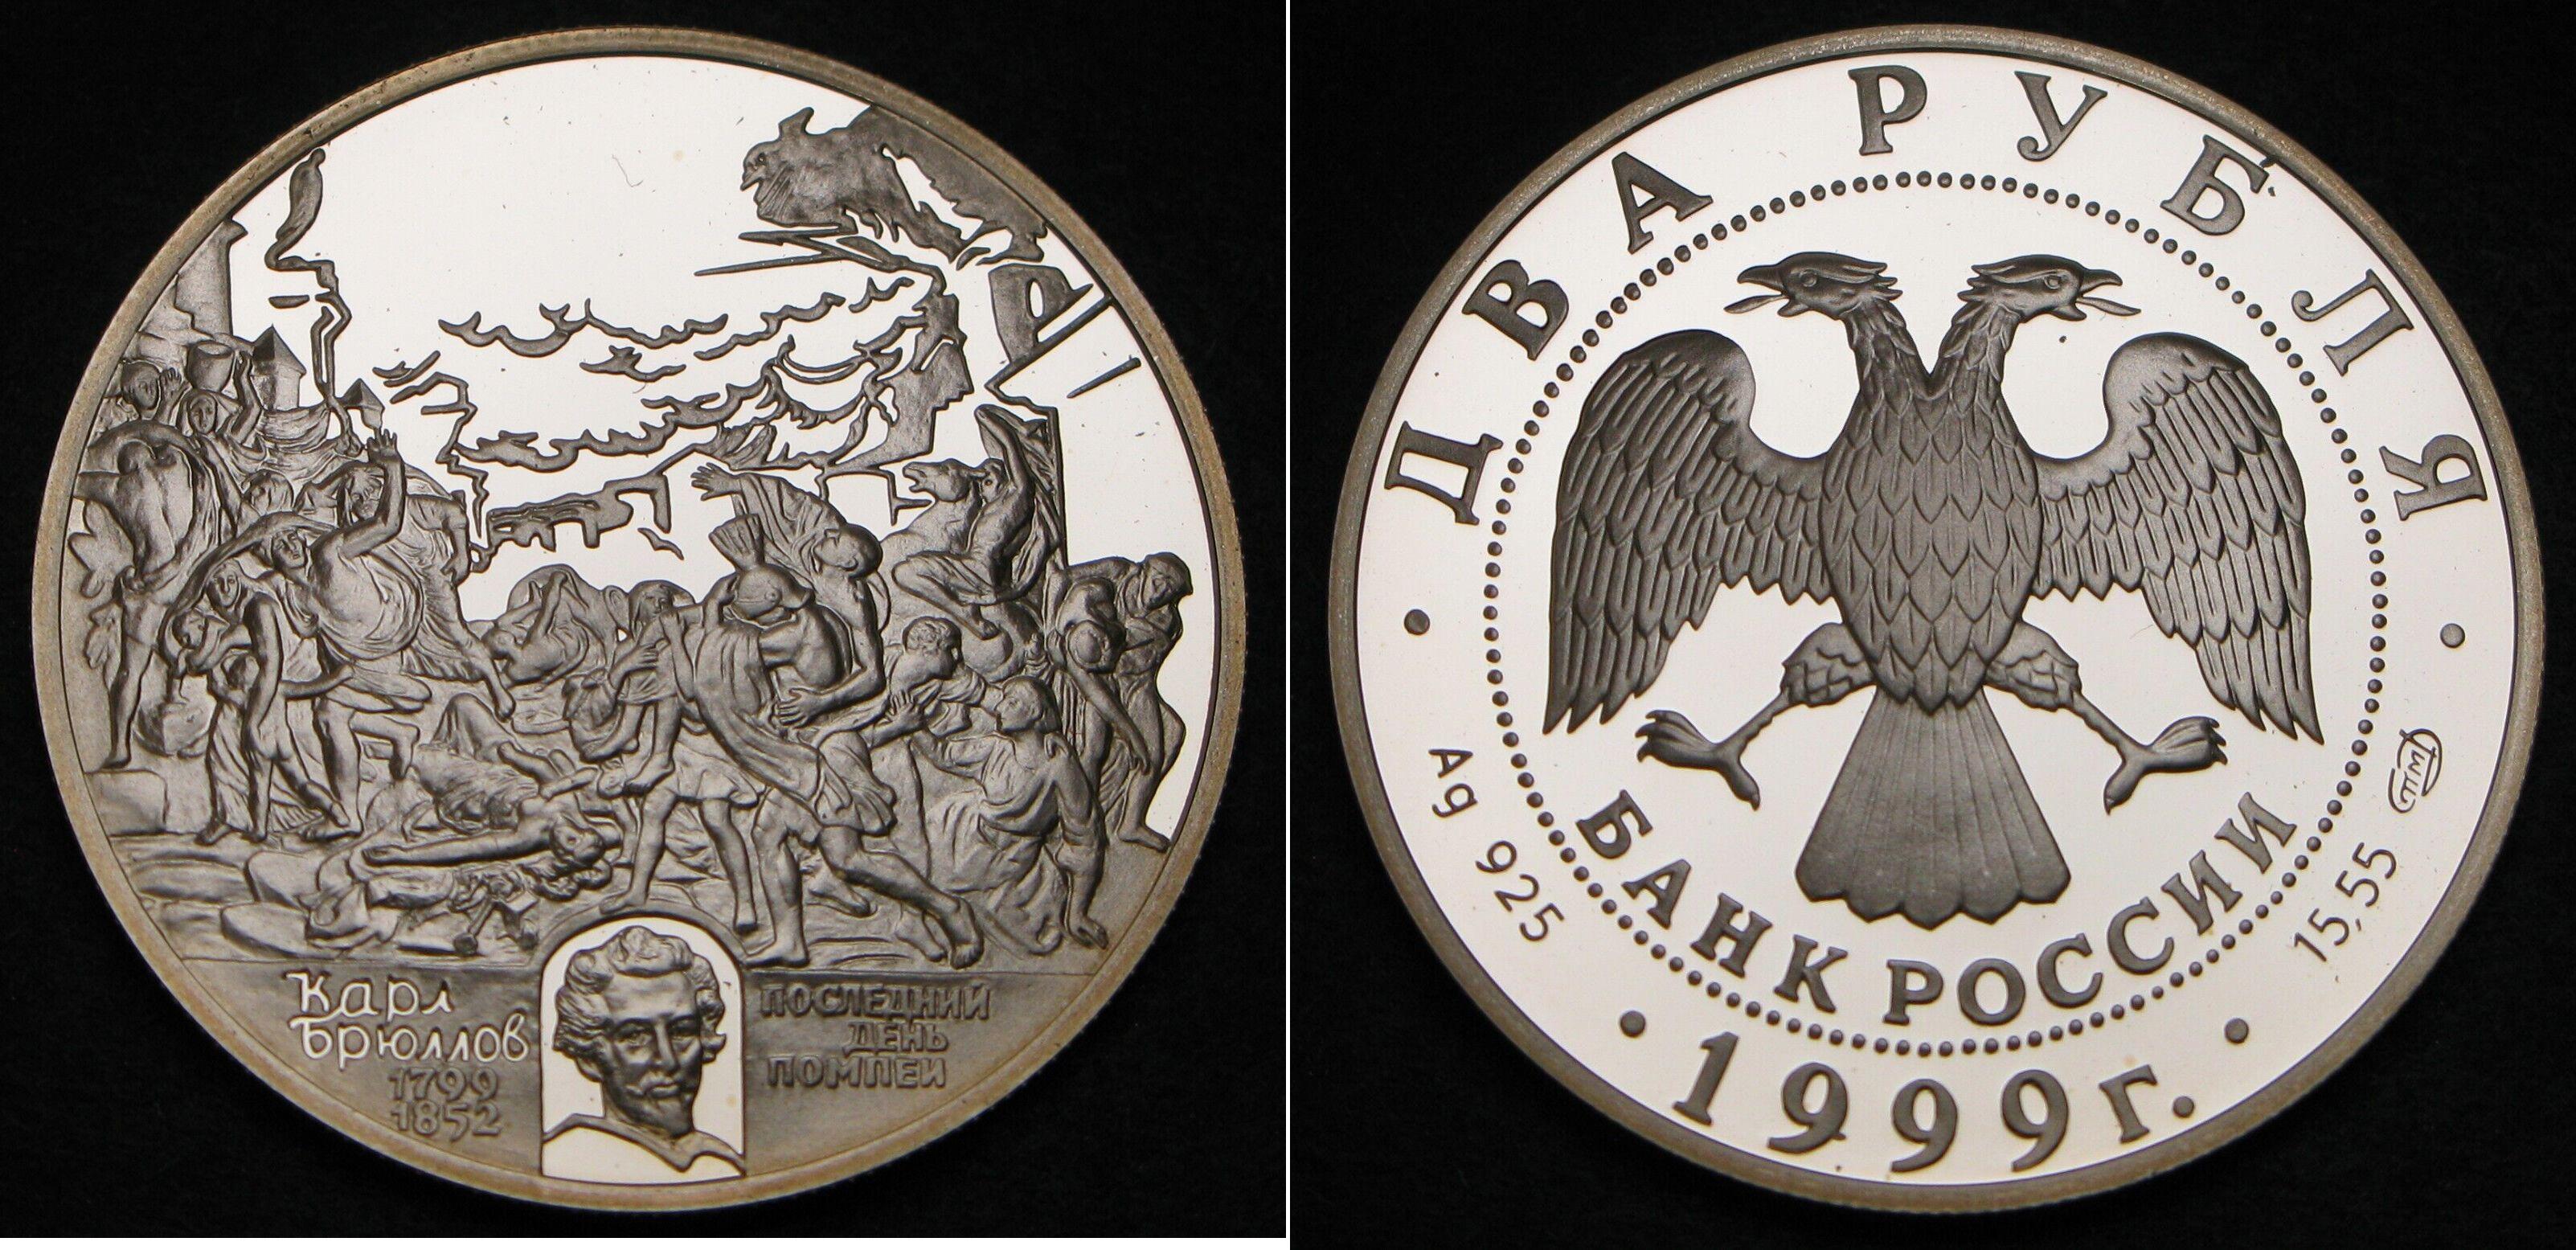 Карл
Брюллов
1799
1852
ПОСЛЕДНИЙ
ДЕНЬ
ПОМПЕИ
ДВА РУБЛЯ
БАНК РОССИИ
Ag 925
15,55
1999г.